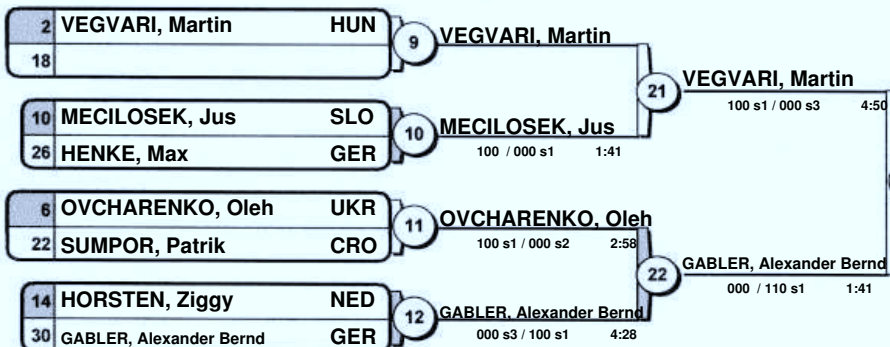 2 VEGVARI, Martin HUN
18
9
VEGVARI, Martin
10 MECILOSEK, Jus SLO
26 HENKE, Max GER
10
MECILOSEK, Jus
100 / 000 s1 1:41
21
VEGVARI, Martin
100 s1 / 000 s3 4:50
6 OVCHARENKO, Oleh UKR
22 SUMPOR, Patrik CRO
11
OVCHARENKO, Oleh
100 s1 / 000 s2 2:58
14 HORSTEN, Ziggy NED
30 GABLER, Alexander Bernd GER
12
GABLER, Alexander Bernd
000 s3 / 100 s1 4:28
22
GABLER, Alexander Bernd
000 / 110 s1 1:41